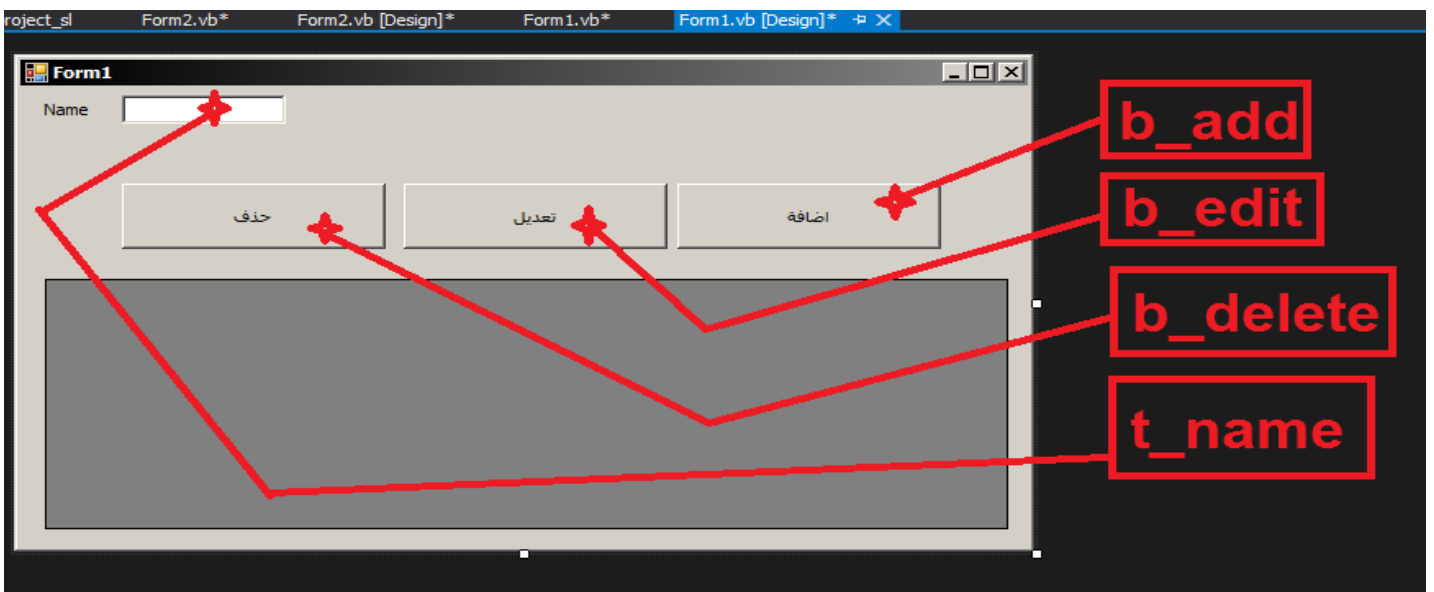 roject_sl Form2.vb* Form2.vb [Design]* Form1.vb* Form1.vb [Design]*
Form1
Name
b_add
اضافة
تعديل
حذف
b_edit
b_delete
t_name